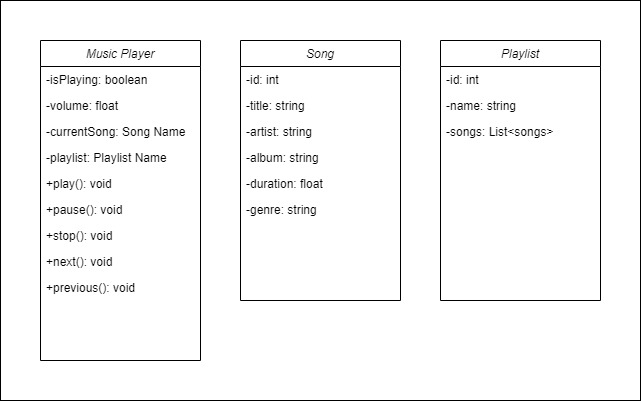 Music Player
-isPlaying: boolean
-volume: float
-currentSong: Song Name
-playlist: Playlist Name
+play(): void
+pause(): void
+stop(): void
+next(): void
+previous(): void
Song
-id: int
-title: string
-artist: string
-album: string
-duration: float
-genre: string
Playlist
-id: int
-name: string
-songs: List<songs>